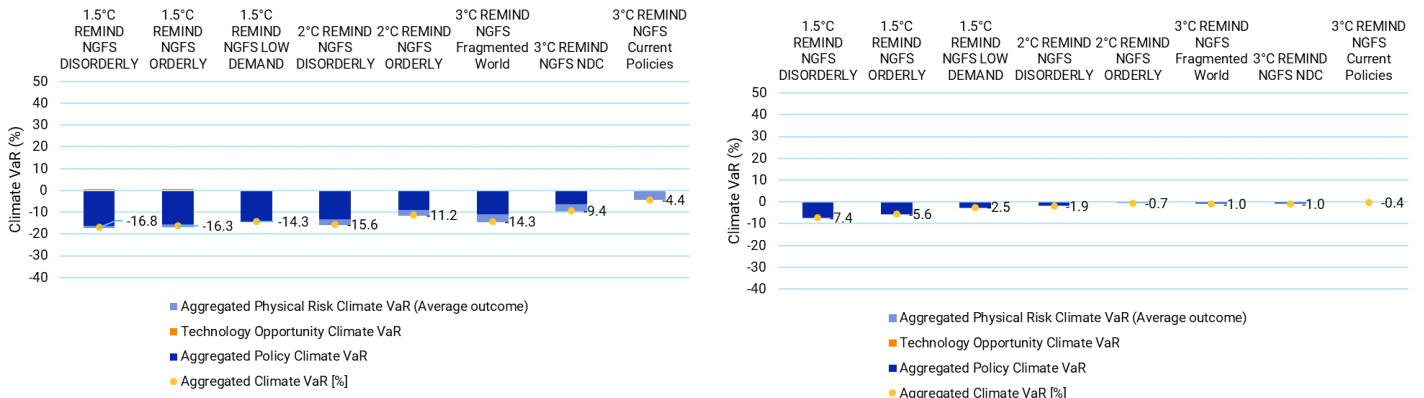 1.5°C
REMIND
NGFS
DISORDERLY
1.5°C
REMIND
NGFS
ORDERLY
1.5°C
REMIND
NGFS LOW
DEMAND
2°C REMIND
NGFS
DISORDERLY
2°C REMIND
NGFS
ORDERLY
3°C REMIND
NGFS
Fragmented
World
3°C REMIND
NGFS NDC
3°C REMIND
NGFS
Current
Policies
Climate VaR (%)
50
40
30
20
10
0
-10
-20
-30
-40
-16.8
-16.3
-14.3
-15.6
-11.2
-14.3
-9.4
-4.4
Aggregated Physical Risk Climate VaR (Average outcome)
Technology Opportunity Climate VaR
Aggregated Policy Climate VaR
Aggregated Climate VaR [%]
1.5°C
REMIND
NGFS
DISORDERLY
1.5°C
REMIND
NGFS
ORDERLY
1.5°C
REMIND
NGFS LOW
DEMAND
2°C REMIND
NGFS
DISORDERLY
2°C REMIND
NGFS
ORDERLY
3°C REMIND
NGFS
Fragmented
World
3°C REMIND
NGFS NDC
3°C REMIND
NGFS
Current
Policies
Climate VaR (%)
50
40
30
20
10
0
-10
-20
-30
-40
-7.4
-5.6
-2.5
-1.9
-0.7
-1.0
-1.0
-0.4
Aggregated Physical Risk Climate VaR (Average outcome)
Technology Opportunity Climate VaR
Aggregated Policy Climate VaR
Aggregated Climate VaR [%]